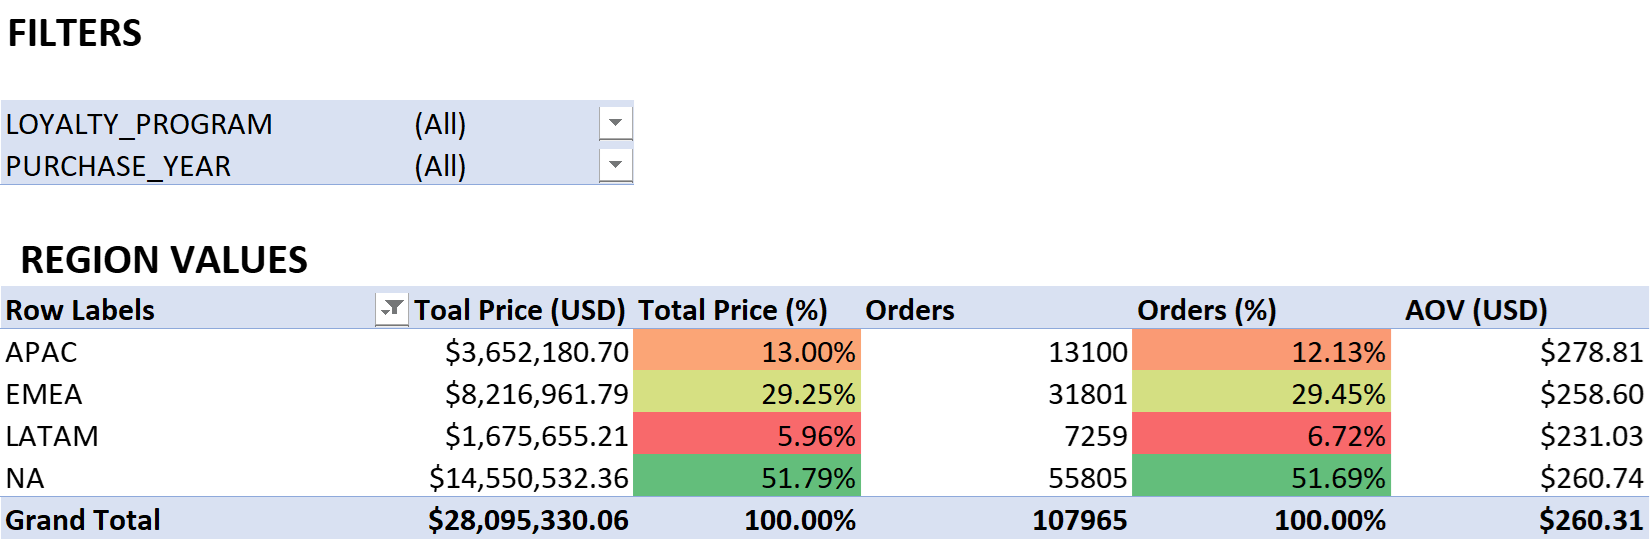 FILTERS
LOYALTY_PROGRAM (All)
PURCHASE_YEAR (All)
REGION VALUES
Row Labels Toal Price (USD) Total Price (%) Orders Orders (%) AOV (USD)
APAC $3,652,180.70 13.00% 13100 12.13% $278.81
EMEA $8,216,961.79 29.25% 31801 29.45% $258.60
LATAM $1,675,655.21 5.96% 7259 6.72% $231.03
NA $14,550,532.36 51.79% 55805 51.69% $260.74
Grand Total $28,095,330.06 100.00% 107965 100.00% $260.31